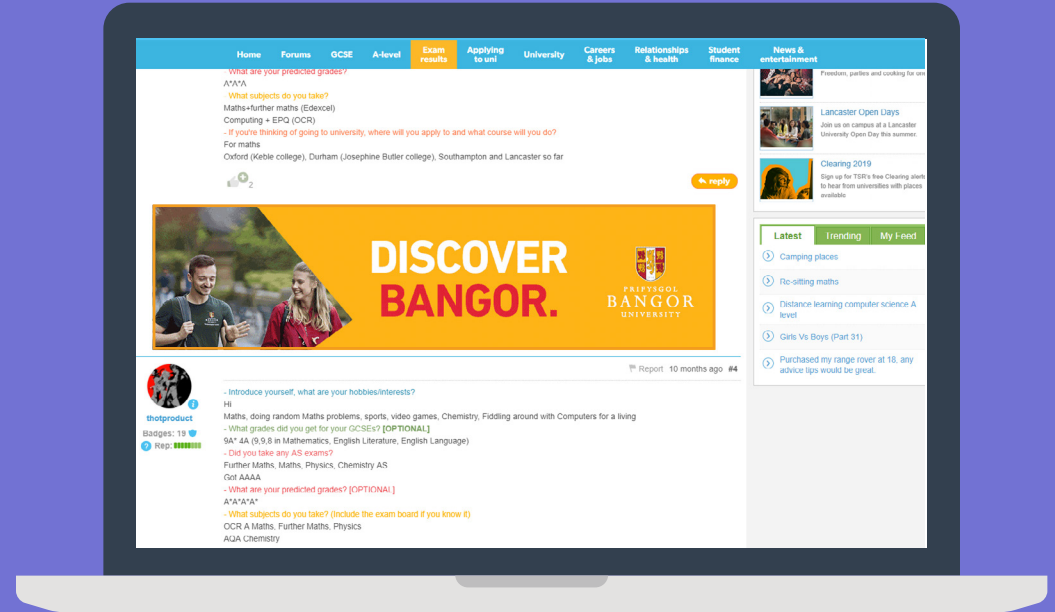 Home Forums GCSE A-level Exam results Applying to uni University Careers & jobs Relationships & health Student finance News & entertainment
- What are your predicted grades?
A*A*A
- What subjects do you take?
Maths+further maths (Edexcel)
Computing + EPQ (OCR)
- If you're thinking of going to university, where will you apply to and what course will you do?
For maths
Oxford (Keble college), Durham (Josephine Butler college), Southampton and Lancaster so far
2
reply
DISCOVER
BANGOR.
PRIFYSGOL
BANGOR
UNIVERSITY
Report 10 months ago #4
thotproduct
Badges: 19
? Rep:
- Introduce yourself, what are your hobbies/interests?
Hi
Maths, doing random Maths problems, sports, video games, Chemistry, Fiddling around with Computers for a living
- What grades did you get for your GCSEs? [OPTIONAL]
9A* 4A (9,9,8 in Mathematics, English Literature, English Language)
- Did you take any AS exams?
Further Maths, Maths, Physics, Chemistry AS
Got AAAA
- What are your predicted grades? [OPTIONAL]
A*A*A*A*
- What subjects do you take? (Include the exam board if you know it)
OCR A Maths, Further Maths, Physics
AQA Chemistry
Freedom, parties and cooking for one
Lancaster Open Days
Join us on campus at a Lancaster
University Open Day this summer.
Clearing 2019
Sign up for TSR's free Clearing alerts
to hear from universities with places
available
Latest Trending My Feed
Camping places
Re-sitting maths
Distance learning computer science A
level
Girls Vs Boys (Part 31)
Purchased my range rover at 18, any
advice tips would be great.